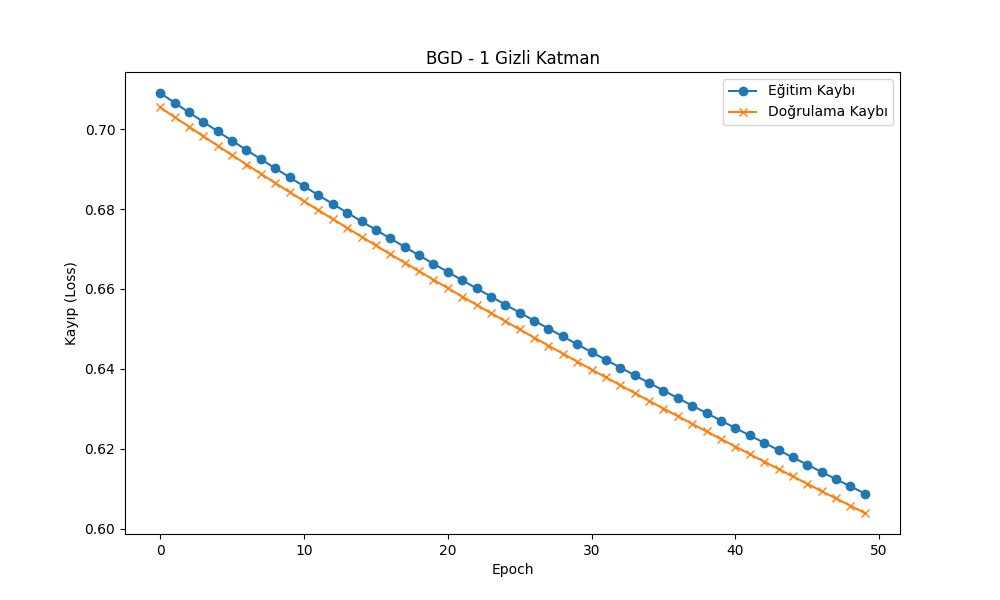 BGD - 1 Gizli Katman
Eğitim Kaybı
Doğrulama Kaybı
Kayıp (Loss)
0.70
0.68
0.66
0.64
0.62
0.60
0 10 20 30 40 50
Epoch